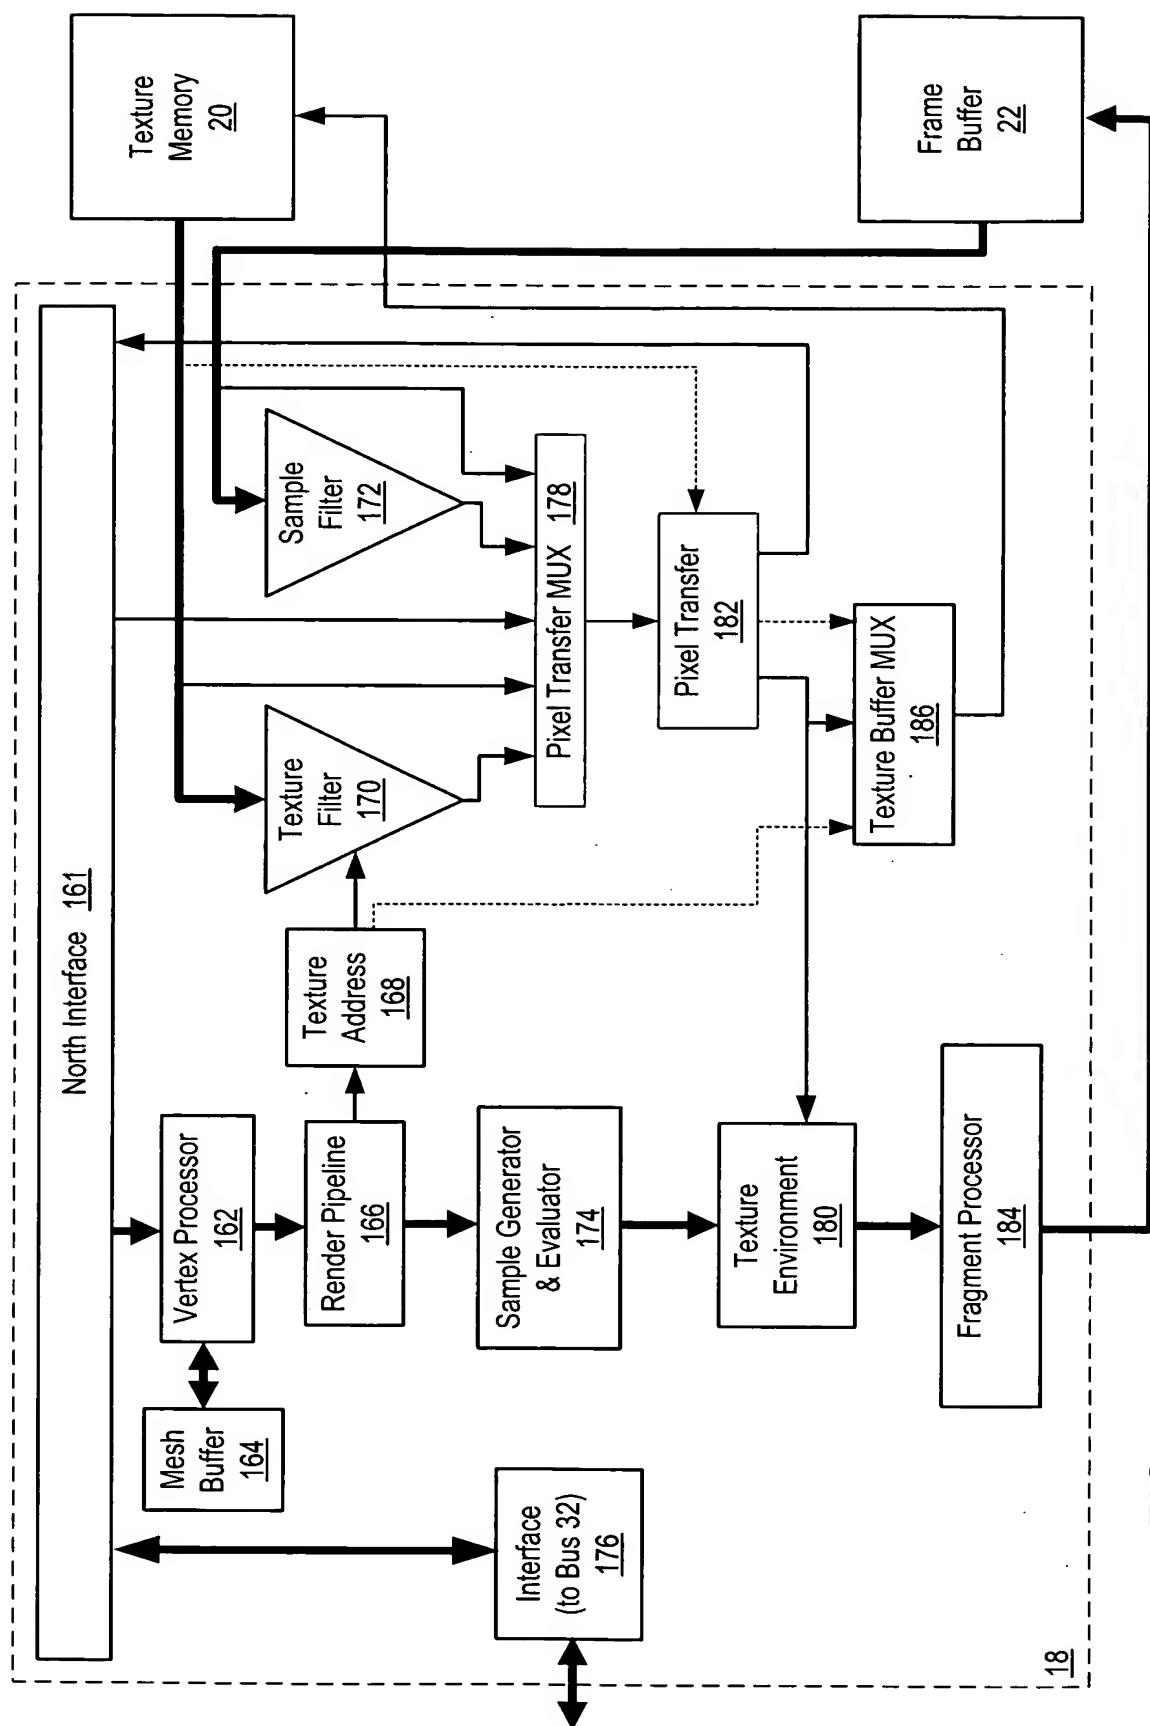 North Interface 161
Texture
Memory
20
Mesh
Buffer
164
Vertex Processor
162
Render Pipeline
166
Texture
Address
168
Texture
Filter
170
Sample
Filter
172
Interface
(to Bus 32)
176
Sample Generator
& Evaluator
174
Pixel Transfer MUX 178
Texture
Environment
180
Pixel Transfer
182
Fragment Processor
184
Texture Buffer MUX
186
Frame
Buffer
22
18